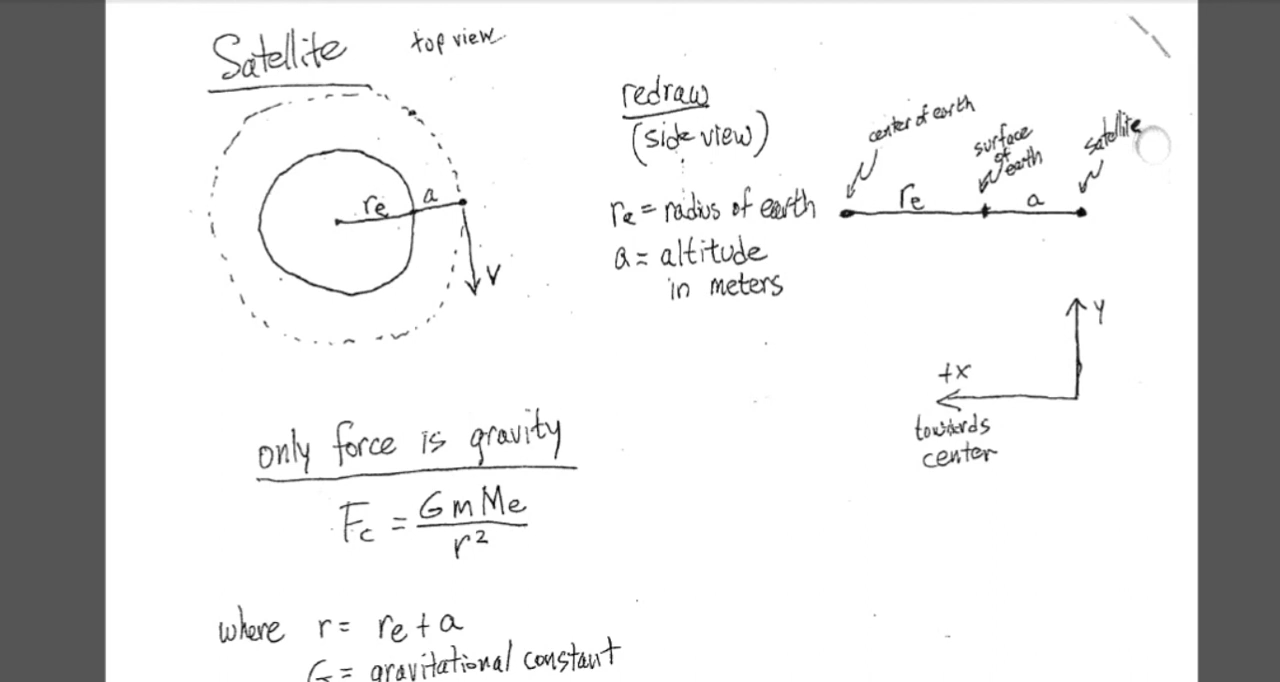 Satellite
top view
re
a
v
redraw
(side view)
re = radius of earth
a = altitude
in meters
center of earth
surface
of
earth
satellite
re
a
Y
+x
towards
center
only force is gravity
Fc = GmMe
r²
where r = re + a
G = gravitational constant